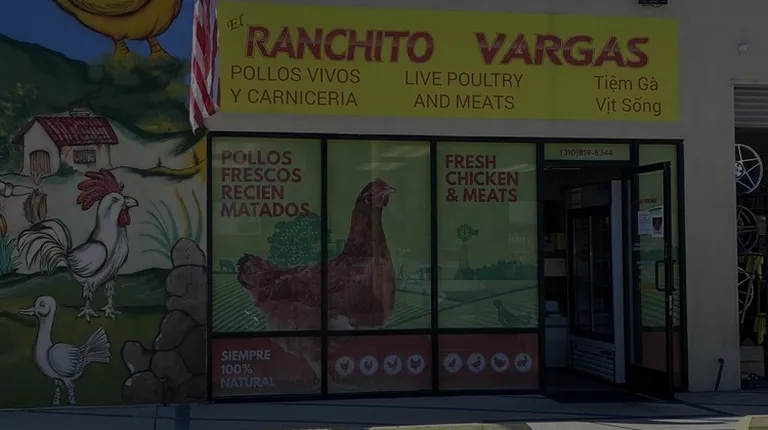 El
RANCHITO VARGAS
POLLOS VIVOS
Y CARNICERIA
LIVE POULTRY
AND MEATS
Tiệm Gà
Vịt Sống
POLLOS
FRESCOS
RECIEN
MATADOS
FRESH
CHICKEN
& MEATS
(310)819-8344
SIEMPRE
100%
NATURAL